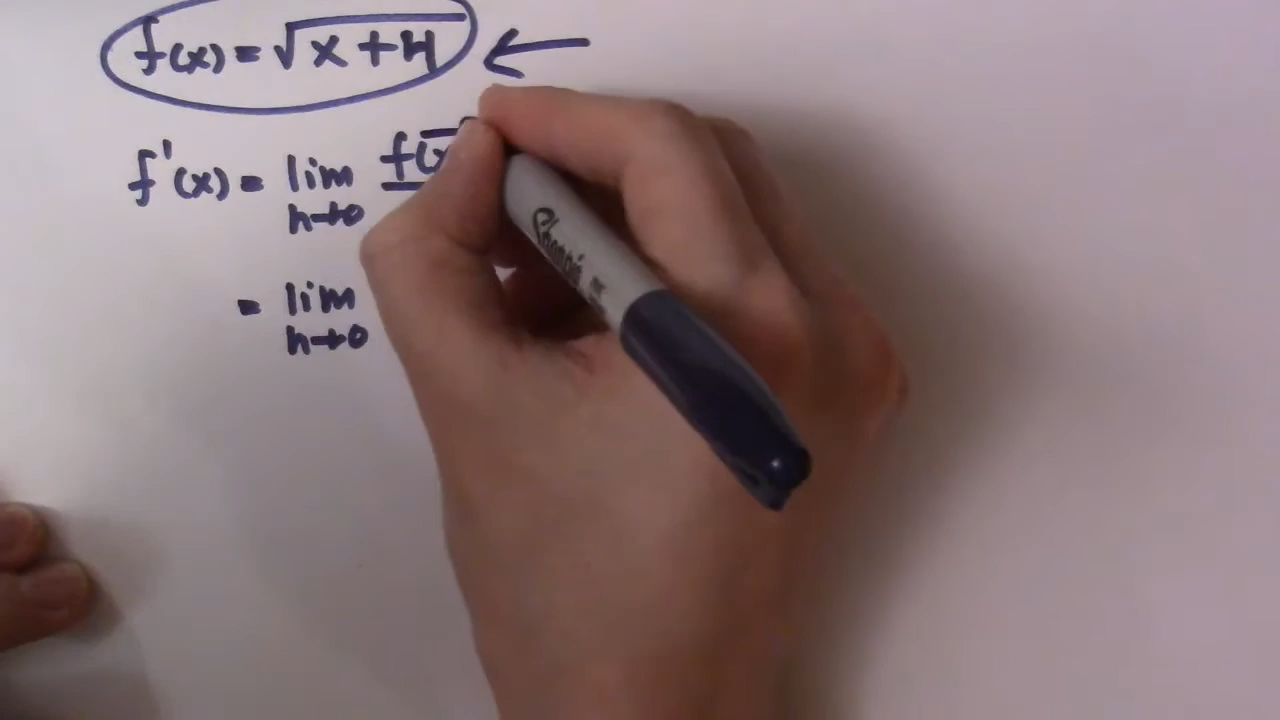 f(x) = √x + 4
f'(x) = lim f(x
h→0
= lim
h→0
Sharpie